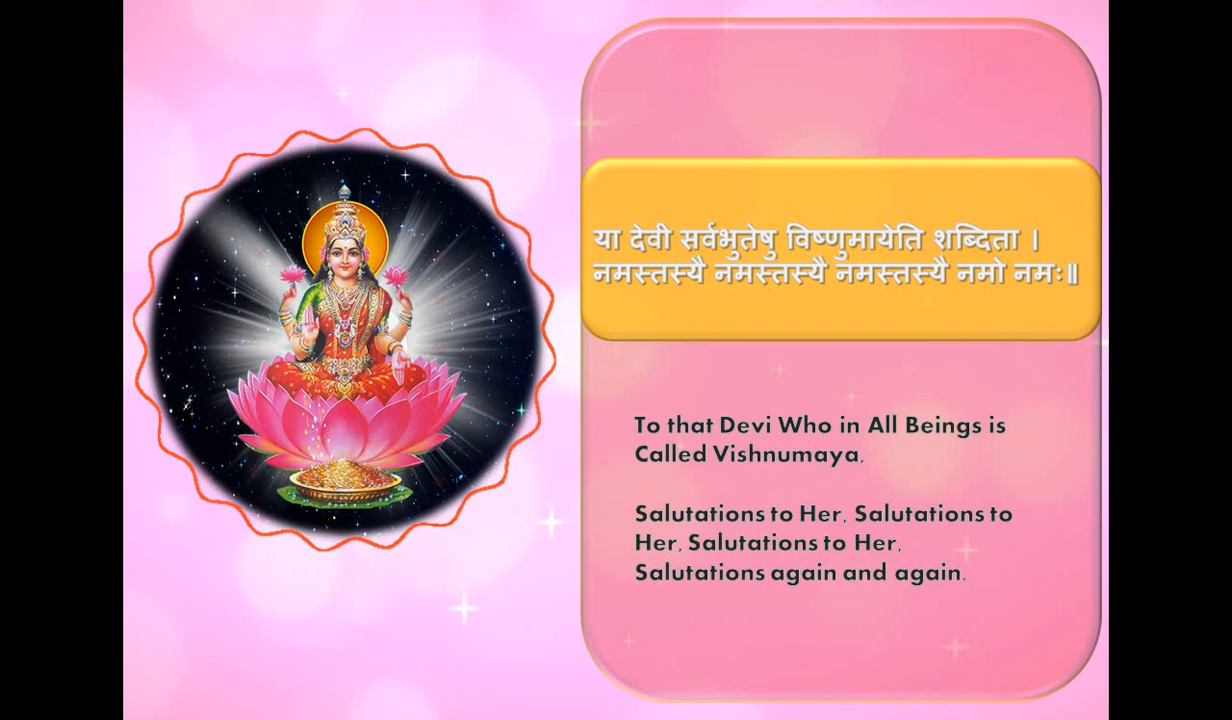 या देवी सर्वभुतेषु विष्णुमायेति शब्दिता ।
नमस्तस्यै नमस्तस्यै नमस्तस्यै नमो नमः॥
To that Devi Who in All Beings is
Called Vishnumaya,
Salutations to Her, Salutations to
Her, Salutations to Her,
Salutations again and again.